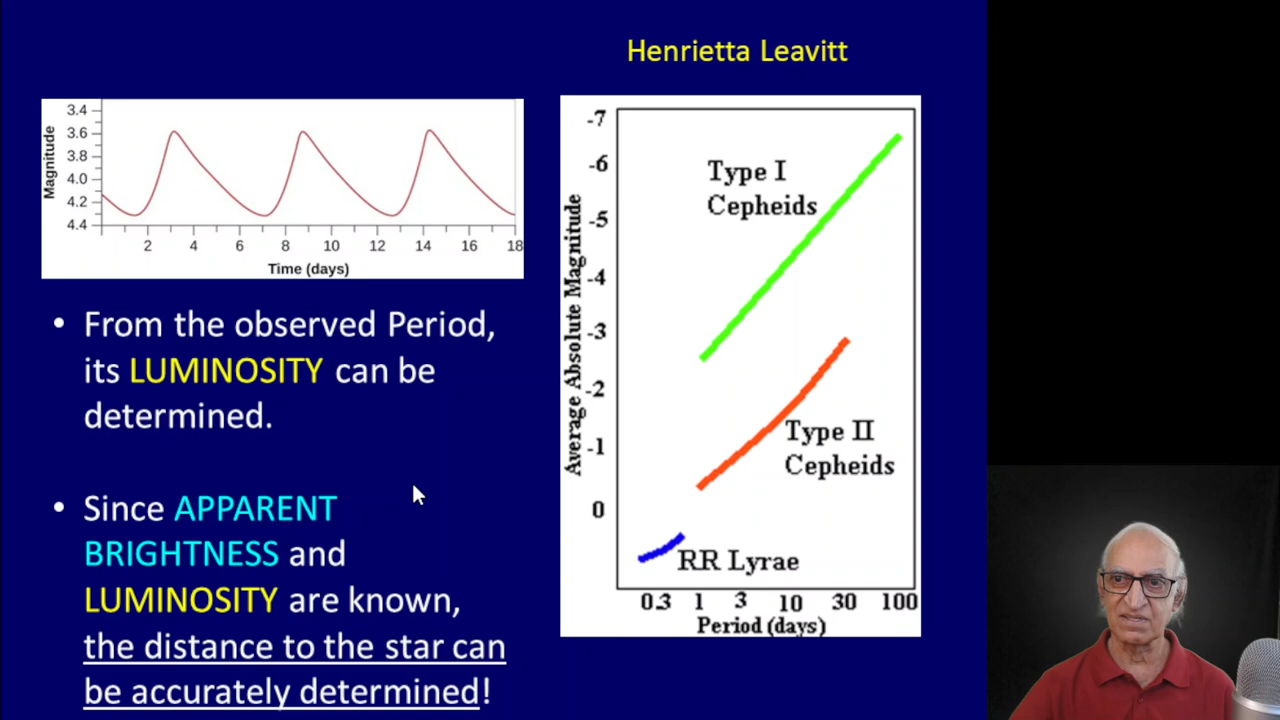 Henrietta Leavitt
Magnitude
3.4
3.6
3.8
4.0
4.2
4.4
2 4 6 8 10 12 14 16 18
Time (days)
• From the observed Period,
its LUMINOSITY can be
determined.
• Since APPARENT
BRIGHTNESS and
LUMINOSITY are known,
the distance to the star can
be accurately determined!
Average Absolute Magnitude
-7
-6
-5
-4
-3
-2
-1
0
Type I
Cepheids
Type II
Cepheids
RR Lyrae
0.3 1 3 10 30 100
Period (days)